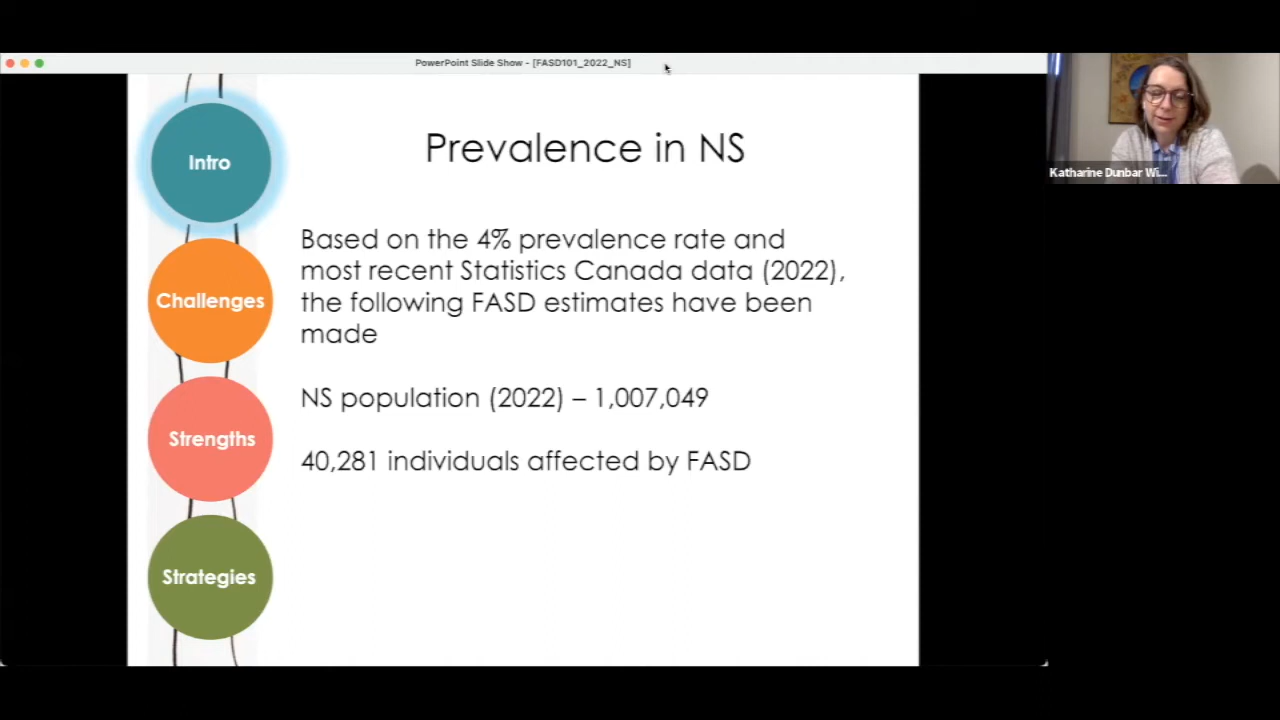 PowerPoint Slide Show - [FASD101_2022_NS]
Intro
Challenges
Strengths
Strategies
Prevalence in NS
Based on the 4% prevalence rate and
most recent Statistics Canada data (2022),
the following FASD estimates have been
made
NS population (2022) – 1,007,049
40,281 individuals affected by FASD
Katharine Dunbar Wi...